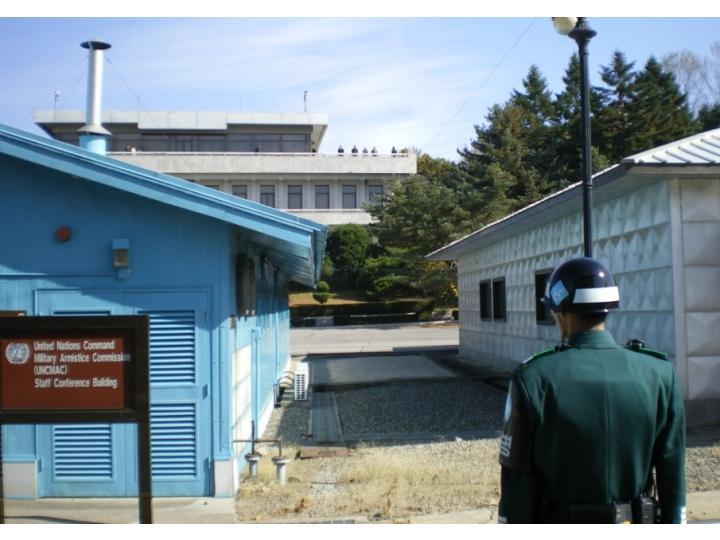 United Nations Command
Military Armistice Commission
(UNCMAC)
Staff Conference Building